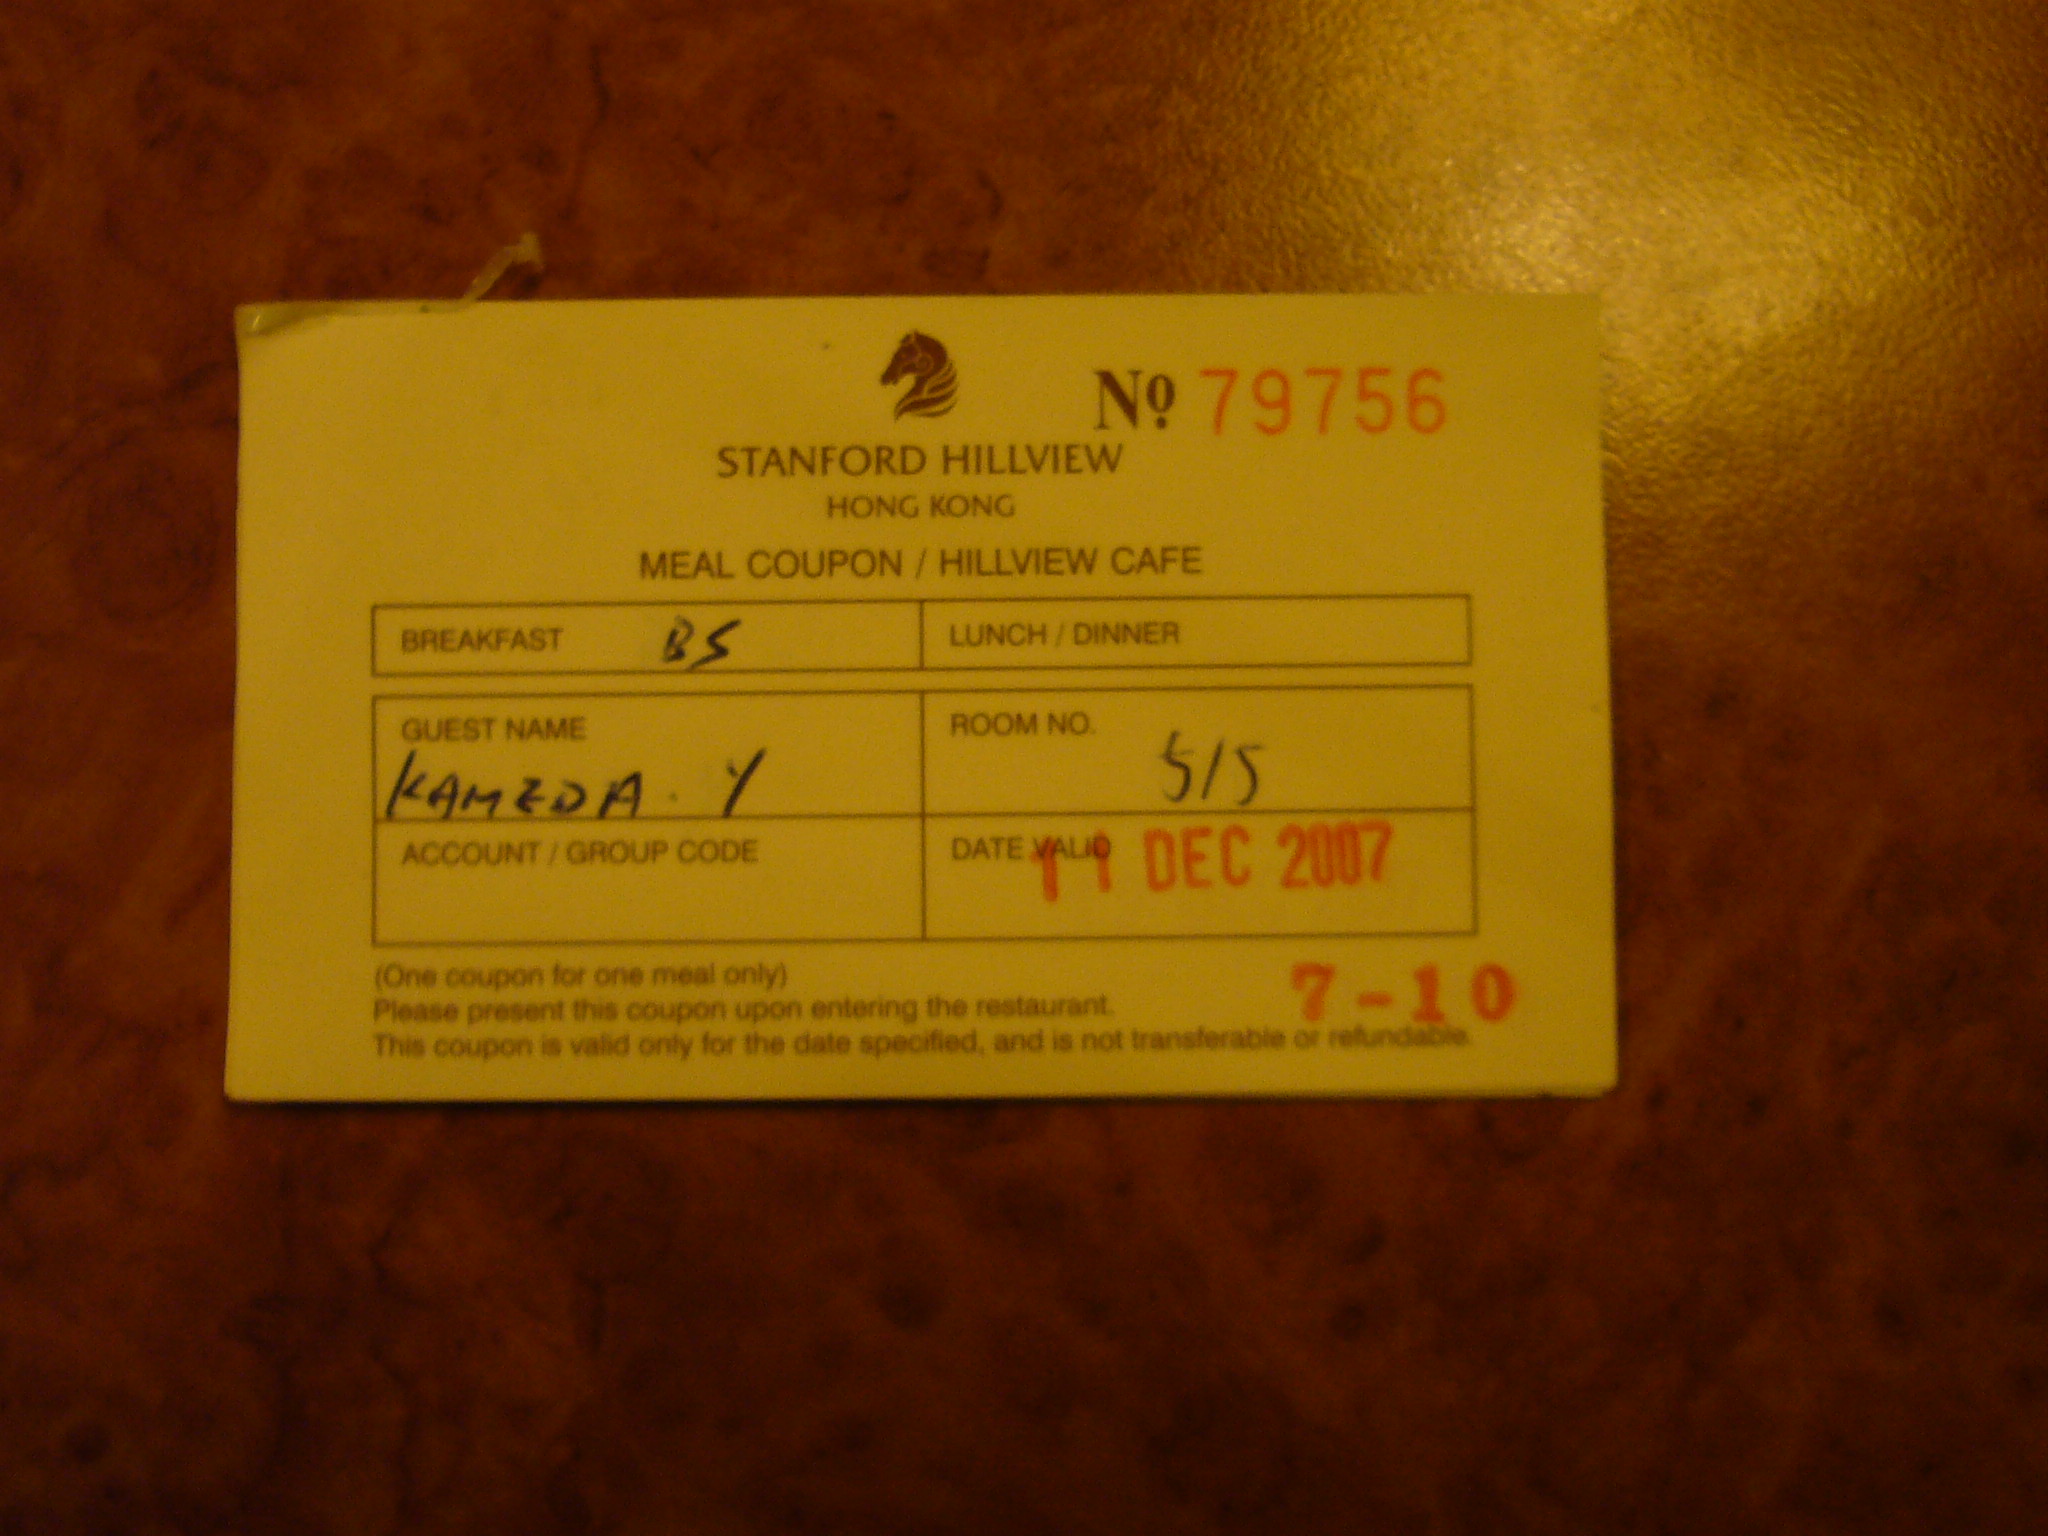 No 79756
STANFORD HILLVIEW
HONG KONG
MEAL COUPON / HILLVIEW CAFE
BREAKFAST BS LUNCH / DINNER
GUEST NAME ROOM NO.
KAMEDA . Y 515
ACCOUNT / GROUP CODE DATE VALID 11 DEC 2007
(One coupon for one meal only) 7-10
Please present this coupon upon entering the restaurant.
This coupon is valid only for the date specified, and is not transferable or refundable.